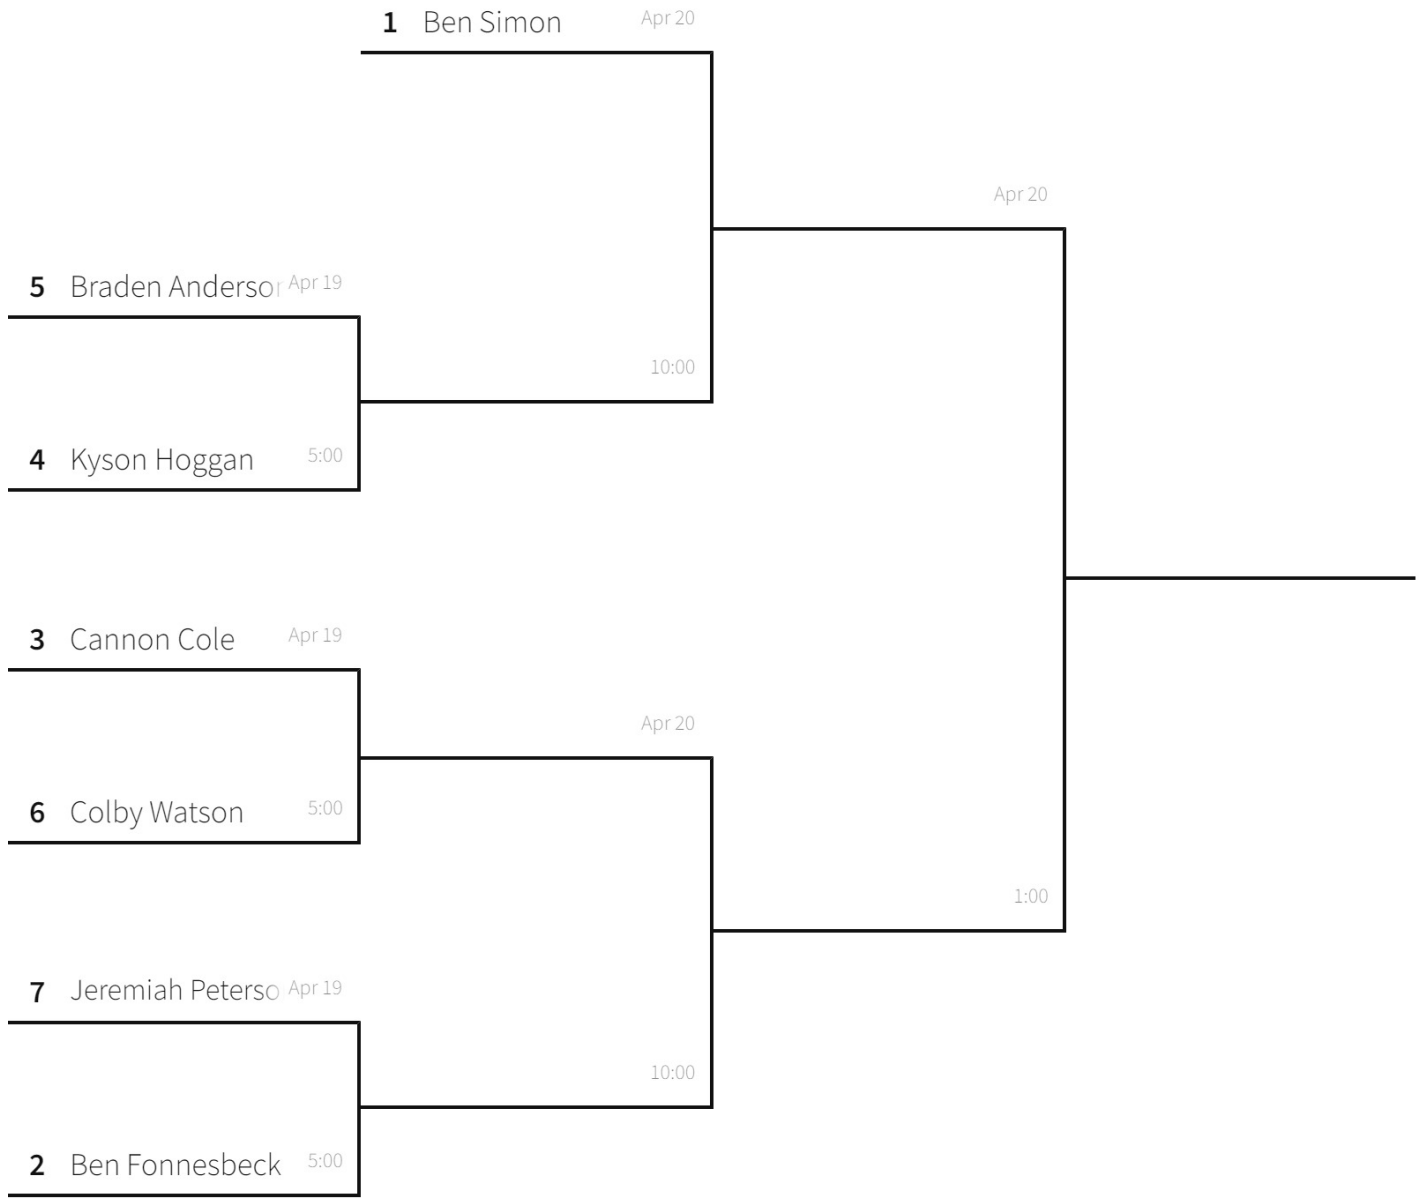 1 Ben Simon Apr 20
Apr 20
5 Braden Anderson Apr 19
10:00
4 Kyson Hoggan 5:00
3 Cannon Cole Apr 19
Apr 20
6 Colby Watson 5:00
1:00
7 Jeremiah Peterso Apr 19
10:00
2 Ben Fonnesbeck 5:00